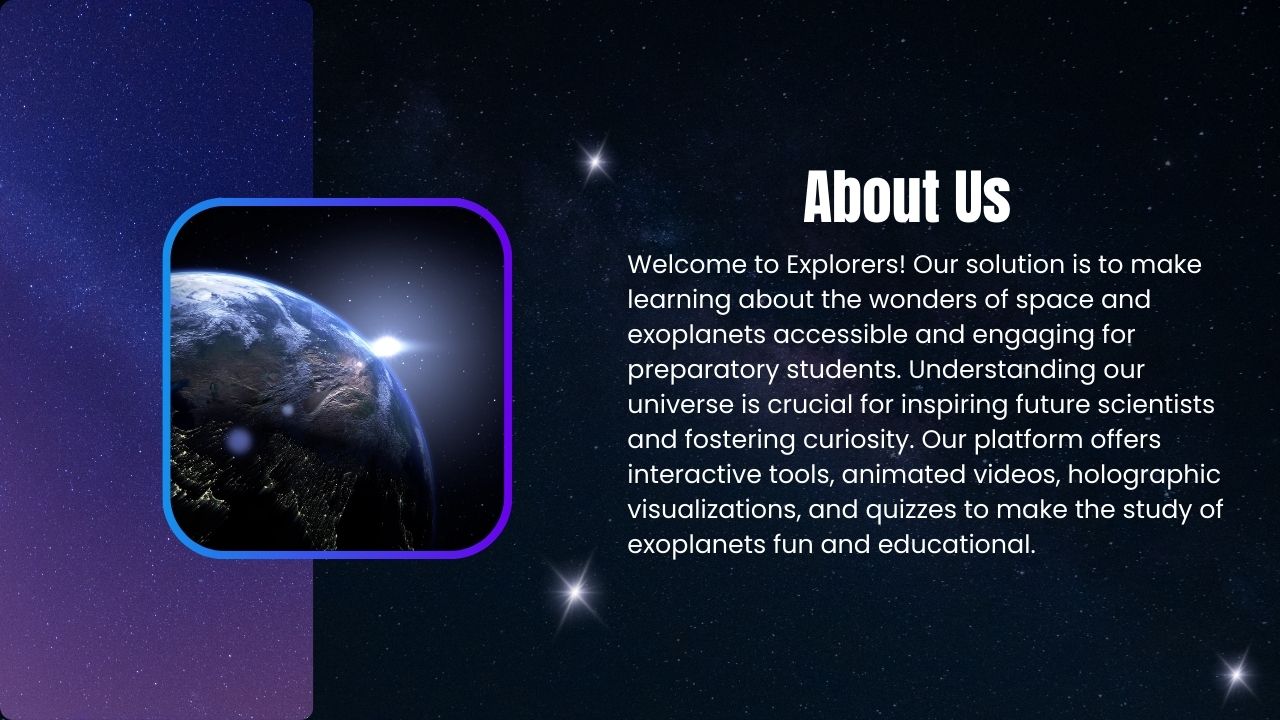 About Us
Welcome to Explorers! Our solution is to make
learning about the wonders of space and
exoplanets accessible and engaging for
preparatory students. Understanding our
universe is crucial for inspiring future scientists
and fostering curiosity. Our platform offers
interactive tools, animated videos, holographic
visualizations, and quizzes to make the study of
exoplanets fun and educational.